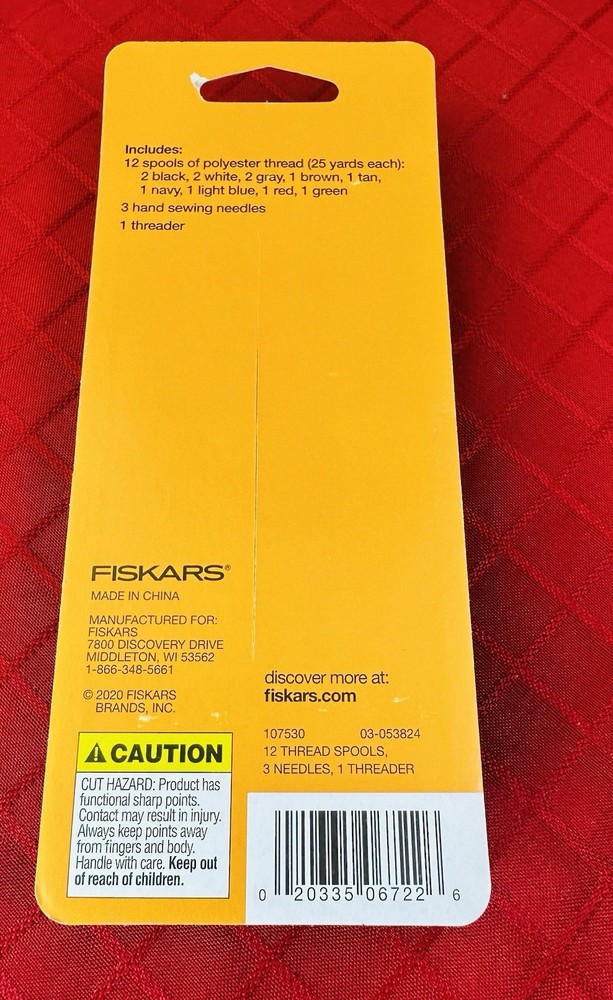 Includes:
12 spools of polyester thread (25 yards each):
2 black, 2 white, 2 gray, 1 brown, 1 tan,
1 navy, 1 light blue, 1 red, 1 green
3 hand sewing needles
1 threader
FISKARS®
MADE IN CHINA
MANUFACTURED FOR:
FISKARS
7800 DISCOVERY DRIVE
MIDDLETON, WI 53562
1-866-348-5661
© 2020 FISKARS
BRANDS, INC.
CAUTION
CUT HAZARD: Product has
functional sharp points.
Contact may result in injury.
Always keep points away
from fingers and body.
Handle with care. Keep out
of reach of children.
discover more at:
fiskars.com
107530 03-053824
12 THREAD SPOOLS,
3 NEEDLES, 1 THREADER
0 20335 06722 6